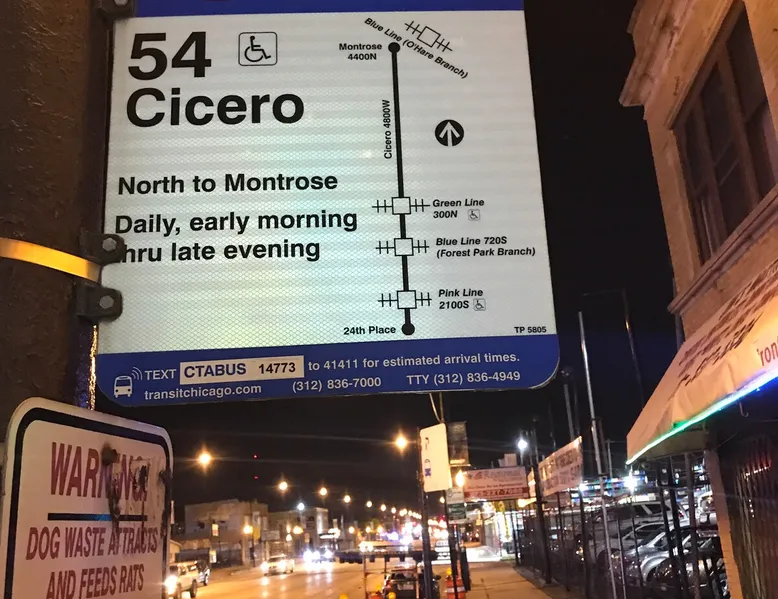 54
Cicero
North to Montrose
Daily, early morning
thru late evening
Blue Line (O'Hare Branch)
Montrose
4400N
Cicero 4800W
Green Line
300N
Blue Line 720S
(Forest Park Branch)
Pink Line
2100S
24th Place
TP 5805
TEXT CTABUS 14773 to 41411 for estimated arrival times.
transitchicago.com (312) 836-7000 TTY (312) 836-4949
WARNING
DOG WASTE ATTRACTS
AND FEEDS RATS